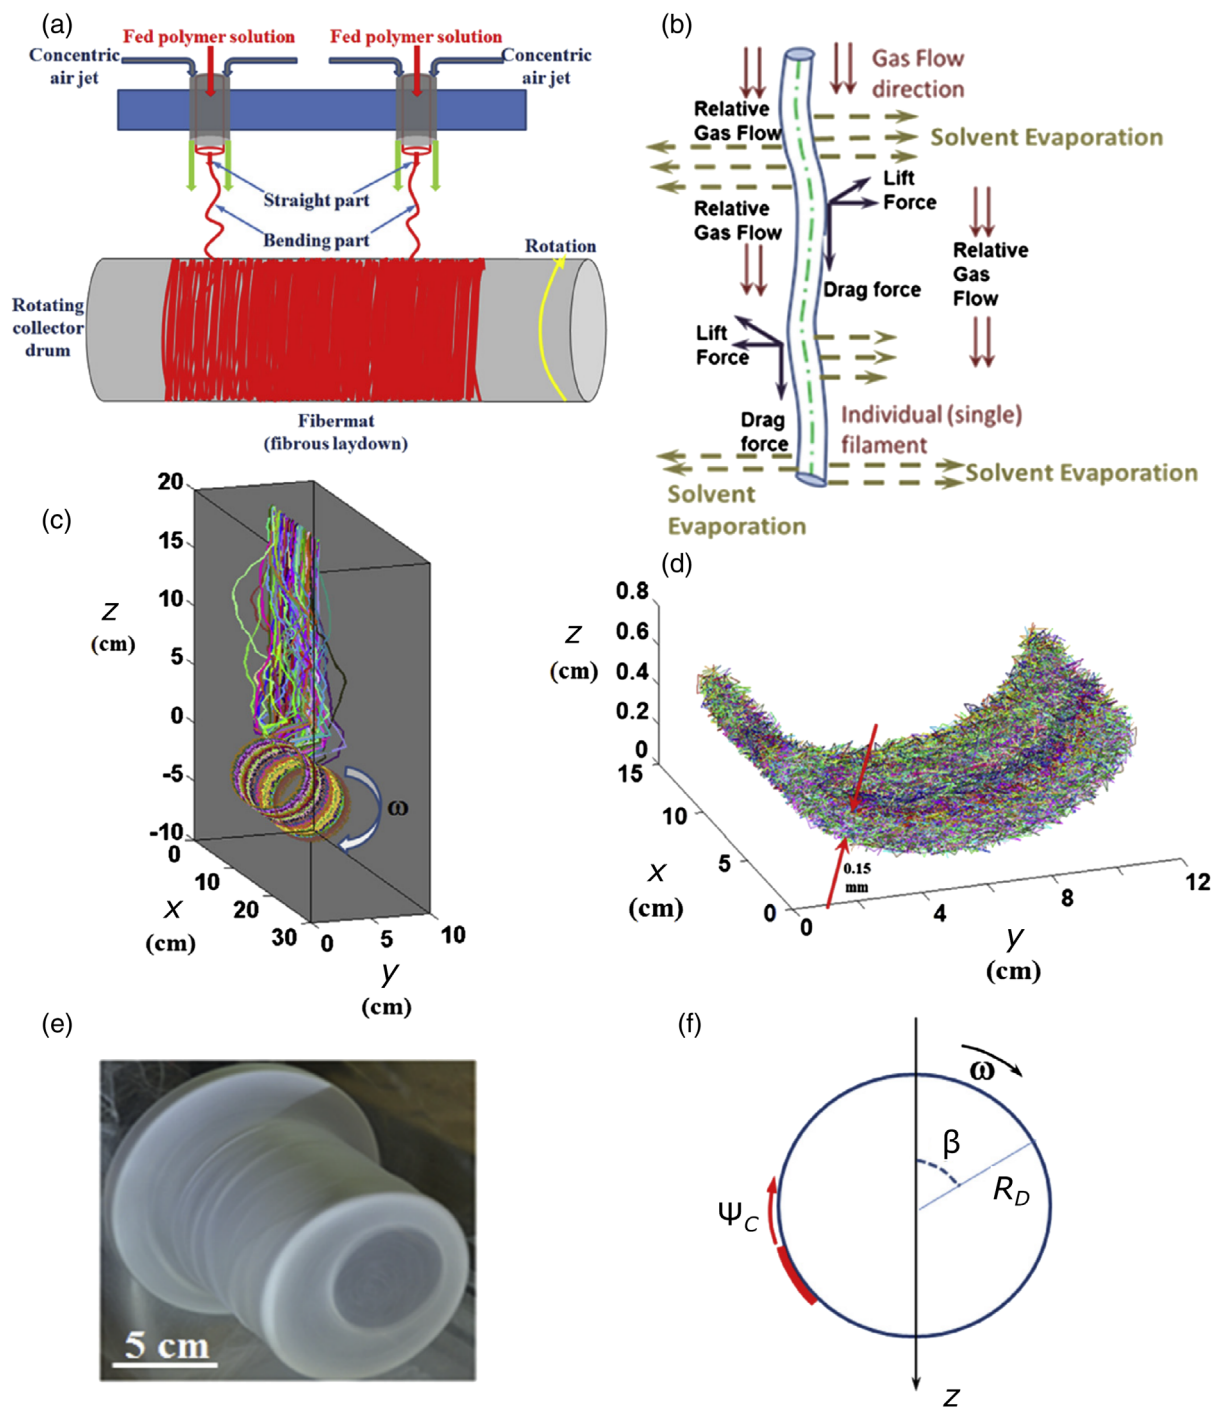 (a)
Fed polymer solution
Fed polymer solution
Concentric
air jet
Concentric
air jet
Straight part
Bending part
Rotation
Rotating
collector
drum
Fibermat
(fibrous laydown)
(b)
Gas Flow
direction
Relative
Gas Flow
Solvent Evaporation
Lift
Force
Relative
Gas Flow
Relative
Gas
Flow
Drag force
Lift
Force
Drag
force
Individual (single)
filament
Solvent Evaporation
Solvent
Evaporation
(c)
20
15
10
5
0
-5
-10
z
(cm)
ω
0
10
20
30
x
(cm)
0
5
10
y
(cm)
(d)
0.8
0.6
0.4
0.2
0
z
(cm)
15
10
5
0
x
(cm)
0.15
mm
0
4
8
12
y
(cm)
(e)
5 cm
(f)
ω
β
R_D
Ψ_C
z